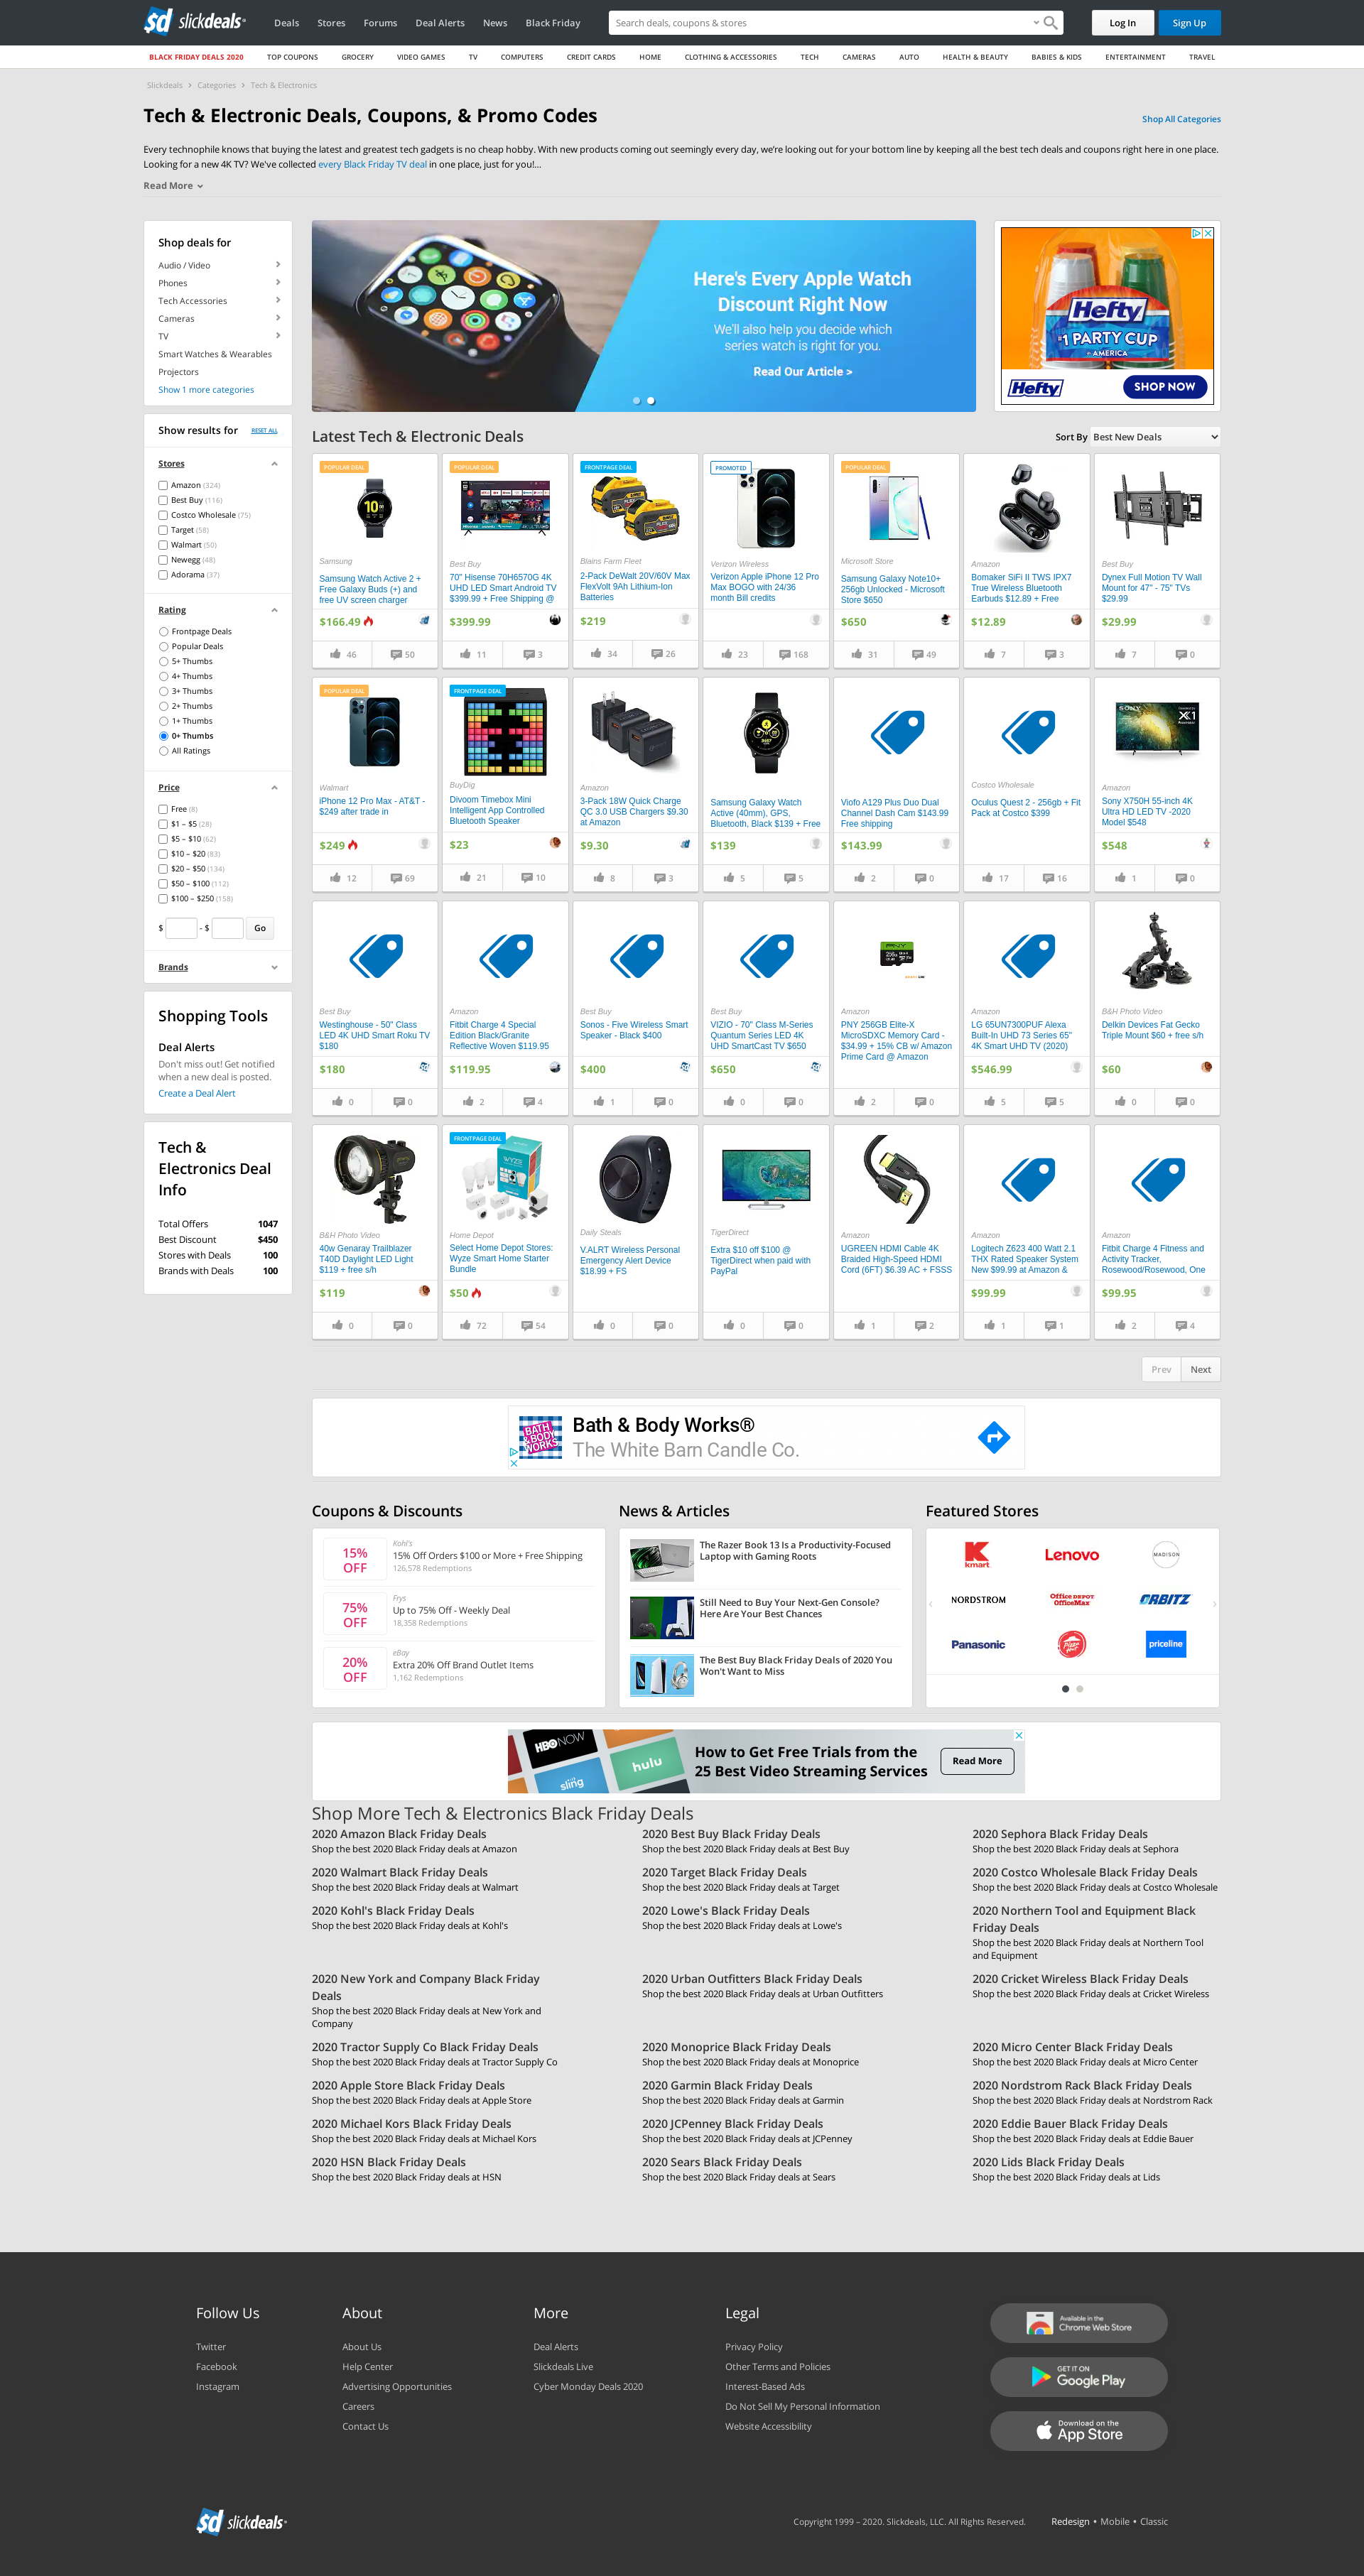 sd slickdeals
Deals Stores Forums Deal Alerts News Black Friday
Search deals, coupons & stores
Log In
Sign Up
BLACK FRIDAY DEALS 2020 TOP COUPONS GROCERY VIDEO GAMES TV COMPUTERS CREDIT CARDS HOME CLOTHING & ACCESSORIES TECH CAMERAS AUTO HEALTH & BEAUTY BABIES & KIDS ENTERTAINMENT TRAVEL
Slickdeals > Categories > Tech & Electronics
Tech & Electronic Deals, Coupons, & Promo Codes
Shop All Categories
Every technophile knows that buying the latest and greatest tech gadgets is no cheap hobby. With new products coming out seemingly every day, we're looking out for your bottom line by keeping all the best tech deals and coupons right here in one place.
Looking for a new 4K TV? We've collected every Black Friday TV deal in one place, just for you!...
Read More
Shop deals for
Audio / Video
Phones
Tech Accessories
Cameras
TV
Smart Watches & Wearables
Projectors
Show 1 more categories
Here's Every Apple Watch
Discount Right Now
We'll also help you decide which
series watch is right for you.
Read Our Article >
Hefty
#1 PARTY CUP
in AMERICA
Hefty
SHOP NOW
Show results for
RESET ALL
Stores
Amazon (324)
Best Buy (116)
Costco Wholesale (75)
Target (58)
Walmart (50)
Newegg (48)
Adorama (37)
Rating
Frontpage Deals
Popular Deals
5+ Thumbs
4+ Thumbs
3+ Thumbs
2+ Thumbs
1+ Thumbs
0+ Thumbs
All Ratings
Price
Free (8)
$1 – $5 (28)
$5 – $10 (62)
$10 – $20 (83)
$20 – $50 (134)
$50 – $100 (112)
$100 – $250 (158)
$ - $ Go
Brands
Shopping Tools
Deal Alerts
Don't miss out! Get notified
when a new deal is posted.
Create a Deal Alert
Tech &
Electronics Deal
Info
Total Offers 1047
Best Discount $450
Stores with Deals 100
Brands with Deals 100
Latest Tech & Electronic Deals
Sort By Best New Deals
POPULAR DEAL
Samsung
Samsung Watch Active 2 +
Free Galaxy Buds (+) and
free UV screen charger
$166.49
46 50
POPULAR DEAL
Best Buy
70" Hisense 70H6570G 4K
UHD LED Smart Android TV
$399.99 + Free Shipping @
$399.99
11 3
FRONTPAGE DEAL
Blains Farm Fleet
2-Pack DeWalt 20V/60V Max
FlexVolt 9Ah Lithium-Ion
Batteries
$219
34 26
PROMOTED
Verizon Wireless
Verizon Apple iPhone 12 Pro
Max BOGO with 24/36
month Bill credits
23 168
POPULAR DEAL
Microsoft Store
Samsung Galaxy Note10+
256gb Unlocked - Microsoft
Store $650
$650
31 49
Amazon
Bomaker SiFi II TWS IPX7
True Wireless Bluetooth
Earbuds $12.89 + Free
$12.89
7 3
Best Buy
Dynex Full Motion TV Wall
Mount for 47" - 75" TVs
$29.99
$29.99
7 0
POPULAR DEAL
Walmart
iPhone 12 Pro Max - AT&T -
$249 after trade in
$249
12 69
FRONTPAGE DEAL
BuyDig
Divoom Timebox Mini
Intelligent App Controlled
Bluetooth Speaker
$23
21 10
Amazon
3-Pack 18W Quick Charge
QC 3.0 USB Chargers $9.30
at Amazon
$9.30
8 3
Samsung Galaxy Watch
Active (40mm), GPS,
Bluetooth, Black $139 + Free
$139
5 5
Viofo A129 Plus Duo Dual
Channel Dash Cam $143.99
Free shipping
$143.99
2 0
Costco Wholesale
Oculus Quest 2 - 256gb + Fit
Pack at Costco $399
17 16
SONY
X1
Amazon
Sony X750H 55-inch 4K
Ultra HD LED TV -2020
Model $548
$548
1 0
Best Buy
Westinghouse - 50" Class
LED 4K UHD Smart Roku TV
$180
$180
0 0
Amazon
Fitbit Charge 4 Special
Edition Black/Granite
Reflective Woven $119.95
$119.95
2 4
Best Buy
Sonos - Five Wireless Smart
Speaker - Black $400
$400
1 0
Best Buy
VIZIO - 70" Class M-Series
Quantum Series LED 4K
UHD SmartCast TV $650
$650
0 0
PNY
Amazon
PNY 256GB Elite-X
MicroSDXC Memory Card -
$34.99 + 15% CB w/ Amazon
Prime Card @ Amazon
2 0
Amazon
LG 65UN7300PUF Alexa
Built-In UHD 73 Series 65"
4K Smart UHD TV (2020)
$546.99
5 5
B&H Photo Video
Delkin Devices Fat Gecko
Triple Mount $60 + free s/h
$60
0 0
B&H Photo Video
40w Genaray Trailblazer
T40D Daylight LED Light
$119 + free s/h
$119
0 0
FRONTPAGE DEAL
WYZE
Home Depot
Select Home Depot Stores:
Wyze Smart Home Starter
Bundle
$50
72 54
Daily Steals
V.ALRT Wireless Personal
Emergency Alert Device
$18.99 + FS
0 0
TigerDirect
Extra $10 off $100 @
TigerDirect when paid with
PayPal
0 0
Amazon
UGREEN HDMI Cable 4K
Braided High-Speed HDMI
Cord (6FT) $6.39 AC + FSSS
1 2
Amazon
Logitech Z623 400 Watt 2.1
THX Rated Speaker System
New $99.99 at Amazon &
$99.99
1 1
Amazon
Fitbit Charge 4 Fitness and
Activity Tracker,
Rosewood/Rosewood, One
$99.95
2 4
Prev Next
BATH & BODY WORKS
Bath & Body Works®
The White Barn Candle Co.
Coupons & Discounts
15% OFF
Kohl's
15% Off Orders $100 or More + Free Shipping
126,578 Redemptions
75% OFF
Frys
Up to 75% Off - Weekly Deal
18,358 Redemptions
20% OFF
eBay
Extra 20% Off Brand Outlet Items
1,162 Redemptions
News & Articles
The Razor Book 13 Is a Productivity-Focused
Laptop with Gaming Roots
Still Need to Buy Your Next-Gen Console?
Here Are Your Best Chances
The Best Buy Black Friday Deals of 2020 You
Won't Want to Miss
Featured Stores
kmart Lenovo MADISON
NORDSTROM Office DEPOT OfficeMax ORBITZ
Panasonic Pizza Hut priceline
HBO NOW
hulu
sling
How to Get Free Trials from the
25 Best Video Streaming Services
Read More
Shop More Tech & Electronics Black Friday Deals
2020 Amazon Black Friday Deals
Shop the best 2020 Black Friday deals at Amazon
2020 Best Buy Black Friday Deals
Shop the best 2020 Black Friday deals at Best Buy
2020 Sephora Black Friday Deals
Shop the best 2020 Black Friday deals at Sephora
2020 Walmart Black Friday Deals
Shop the best 2020 Black Friday deals at Walmart
2020 Target Black Friday Deals
Shop the best 2020 Black Friday deals at Target
2020 Costco Wholesale Black Friday Deals
Shop the best 2020 Black Friday deals at Costco Wholesale
2020 Kohl's Black Friday Deals
Shop the best 2020 Black Friday deals at Kohl's
2020 Lowe's Black Friday Deals
Shop the best 2020 Black Friday deals at Lowe's
2020 Northern Tool and Equipment Black
Friday Deals
Shop the best 2020 Black Friday deals at Northern Tool
and Equipment
2020 New York and Company Black Friday
Deals
Shop the best 2020 Black Friday deals at New York and
Company
2020 Urban Outfitters Black Friday Deals
Shop the best 2020 Black Friday deals at Urban Outfitters
2020 Cricket Wireless Black Friday Deals
Shop the best 2020 Black Friday deals at Cricket Wireless
2020 Tractor Supply Co Black Friday Deals
Shop the best 2020 Black Friday deals at Tractor Supply Co
2020 Monoprice Black Friday Deals
Shop the best 2020 Black Friday deals at Monoprice
2020 Micro Center Black Friday Deals
Shop the best 2020 Black Friday deals at Micro Center
2020 Apple Store Black Friday Deals
Shop the best 2020 Black Friday deals at Apple Store
2020 Garmin Black Friday Deals
Shop the best 2020 Black Friday deals at Garmin
2020 Nordstrom Rack Black Friday Deals
Shop the best 2020 Black Friday deals at Nordstrom Rack
2020 Michael Kors Black Friday Deals
Shop the best 2020 Black Friday deals at Michael Kors
2020 JCPenney Black Friday Deals
Shop the best 2020 Black Friday deals at JCPenney
2020 Eddie Bauer Black Friday Deals
Shop the best 2020 Black Friday deals at Eddie Bauer
2020 HSN Black Friday Deals
Shop the best 2020 Black Friday deals at HSN
2020 Sears Black Friday Deals
Shop the best 2020 Black Friday deals at Sears
2020 Lids Black Friday Deals
Shop the best 2020 Black Friday deals at Lids
Follow Us
Twitter
Facebook
Instagram
About
About Us
Help Center
Advertising Opportunities
Careers
Contact Us
More
Deal Alerts
Slickdeals Live
Cyber Monday Deals 2020
Legal
Privacy Policy
Other Terms and Policies
Interest-Based Ads
Do Not Sell My Personal Information
Website Accessibility
Available in the
Chrome Web Store
GET IT ON
Google Play
Download on the
App Store
sd slickdeals
Copyright 1999 – 2020. Slickdeals, LLC. All Rights Reserved.
Redesign • Mobile • Classic